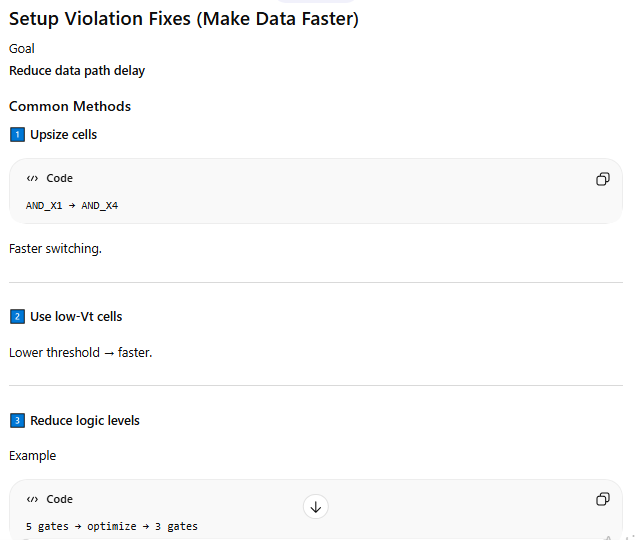 Setup Violation Fixes (Make Data Faster)
Goal
Reduce data path delay
Common Methods
1 Upsize cells
</> Code
AND_X1 → AND_X4
Faster switching.
2 Use low-Vt cells
Lower threshold → faster.
3 Reduce logic levels
Example
</> Code
5 gates → optimize → 3 gates